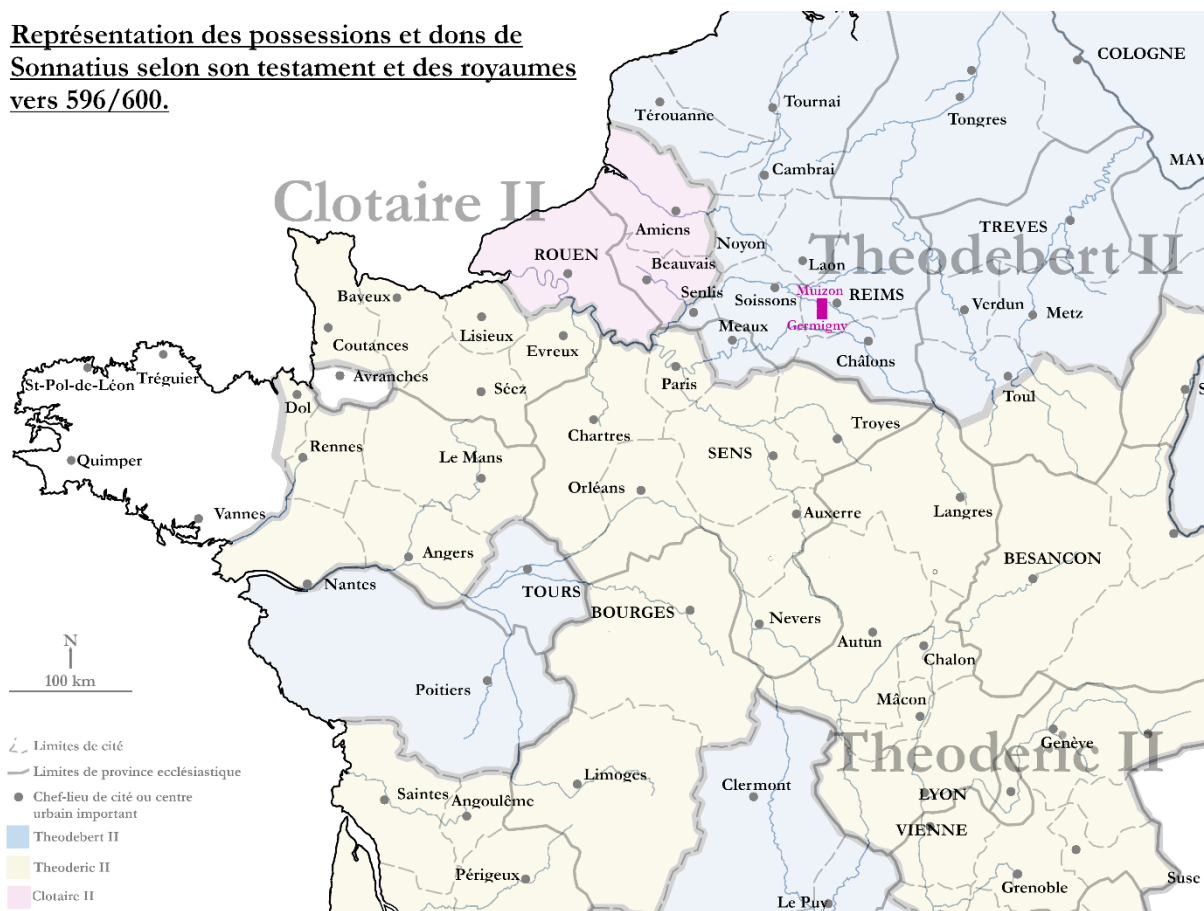 Représentation des possessions et dons de
Sonnatius selon son testament et des royaumes
vers 596/600.
COLOGNE
Tournai
Térouanne
Tongres
MAY
Cambrai
Clotaire II
TREVES
Amiens
Noyon
Theodebert II
ROUEN
Beauvais
Laon
Muizon
Senlis
Soissons
REIMS
Bayeux
Verdun
Metz
Lisieux
Meaux
Germigny
Evreux
Coutances
Châlons
St-Pol-de-Léon
Tréguier
Avranches
Paris
Séez
Toul
S
Dol
Troyes
Chartres
Rennes
Le Mans
SENS
Quimper
Orléans
Vannes
Auxerre
Langres
Angers
BESANCON
Nantes
TOURS
BOURGES
Nevers
Autun
N
Chalon
100 km
Poitiers
Mâcon
Limites de cité
Theoderic II
Genève
Limites de province ecclésiastique
Limoges
Clermont
Chef-lieu de cité ou centre
urbain important
Saintes
Angoulême
LYON
VIENNE
Theodebert II
Theoderic II
Périgeux
Susc
Grenoble
Clotaire II
Le Puy